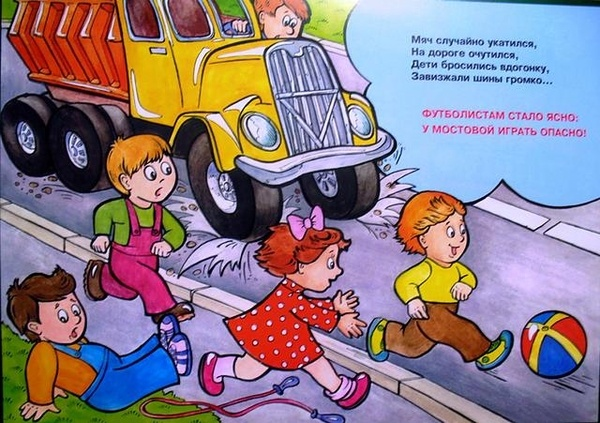 Мяч случайно укатился,
На дороге очутился,
Дети бросились вдогонку,
Завизжали шины громко...
ФУТБОЛИСТАМ СТАЛО ЯСНО:
У МОСТОВОЙ ИГРАТЬ ОПАСНО!